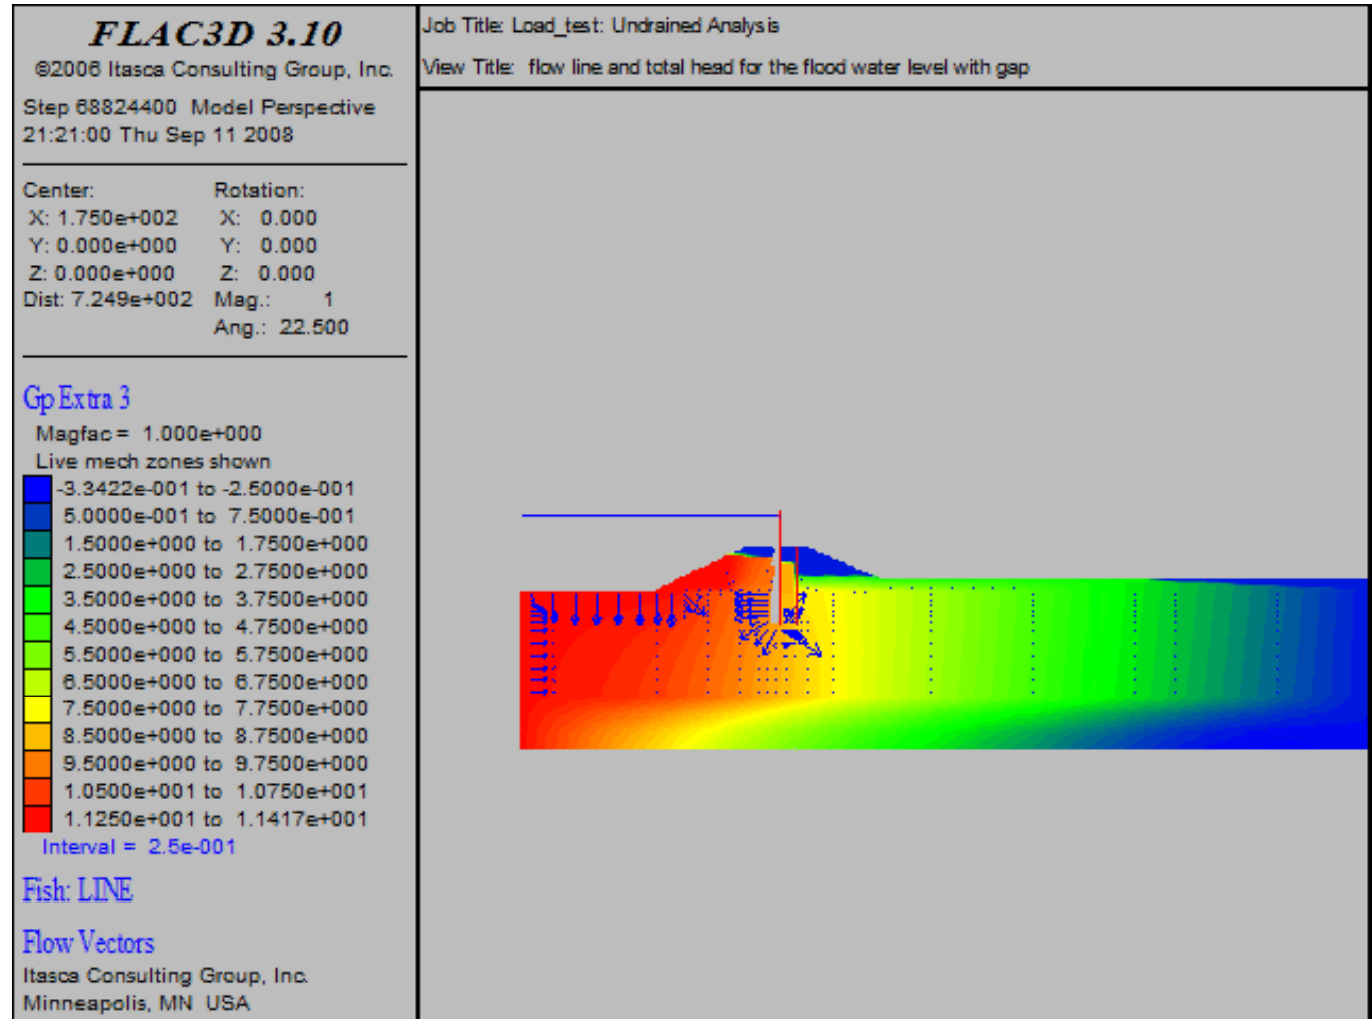 FLAC3D 3.10
©2006 Itasca Consulting Group, Inc.
Step 68824400 Model Perspective
21:21:00 Thu Sep 11 2008
Center: Rotation:
X: 1.750e+002 X: 0.000
Y: 0.000e+000 Y: 0.000
Z: 0.000e+000 Z: 0.000
Dist: 7.249e+002 Mag.: 1
Ang.: 22.500
Gp Extra 3
Magfac = 1.000e+000
Live mech zones shown
-3.3422e-001 to -2.5000e-001
5.0000e-001 to 7.5000e-001
1.5000e+000 to 1.7500e+000
2.5000e+000 to 2.7500e+000
3.5000e+000 to 3.7500e+000
4.5000e+000 to 4.7500e+000
5.5000e+000 to 5.7500e+000
6.5000e+000 to 6.7500e+000
7.5000e+000 to 7.7500e+000
8.5000e+000 to 8.7500e+000
9.5000e+000 to 9.7500e+000
1.0500e+001 to 1.0750e+001
1.1250e+001 to 1.1417e+001
Interval = 2.5e-001
Fish: LINE
Flow Vectors
Itasca Consulting Group, Inc.
Minneapolis, MN USA
Job Title: Load_test: Undrained Analysis
View Title: flow line and total head for the flood water level with gap